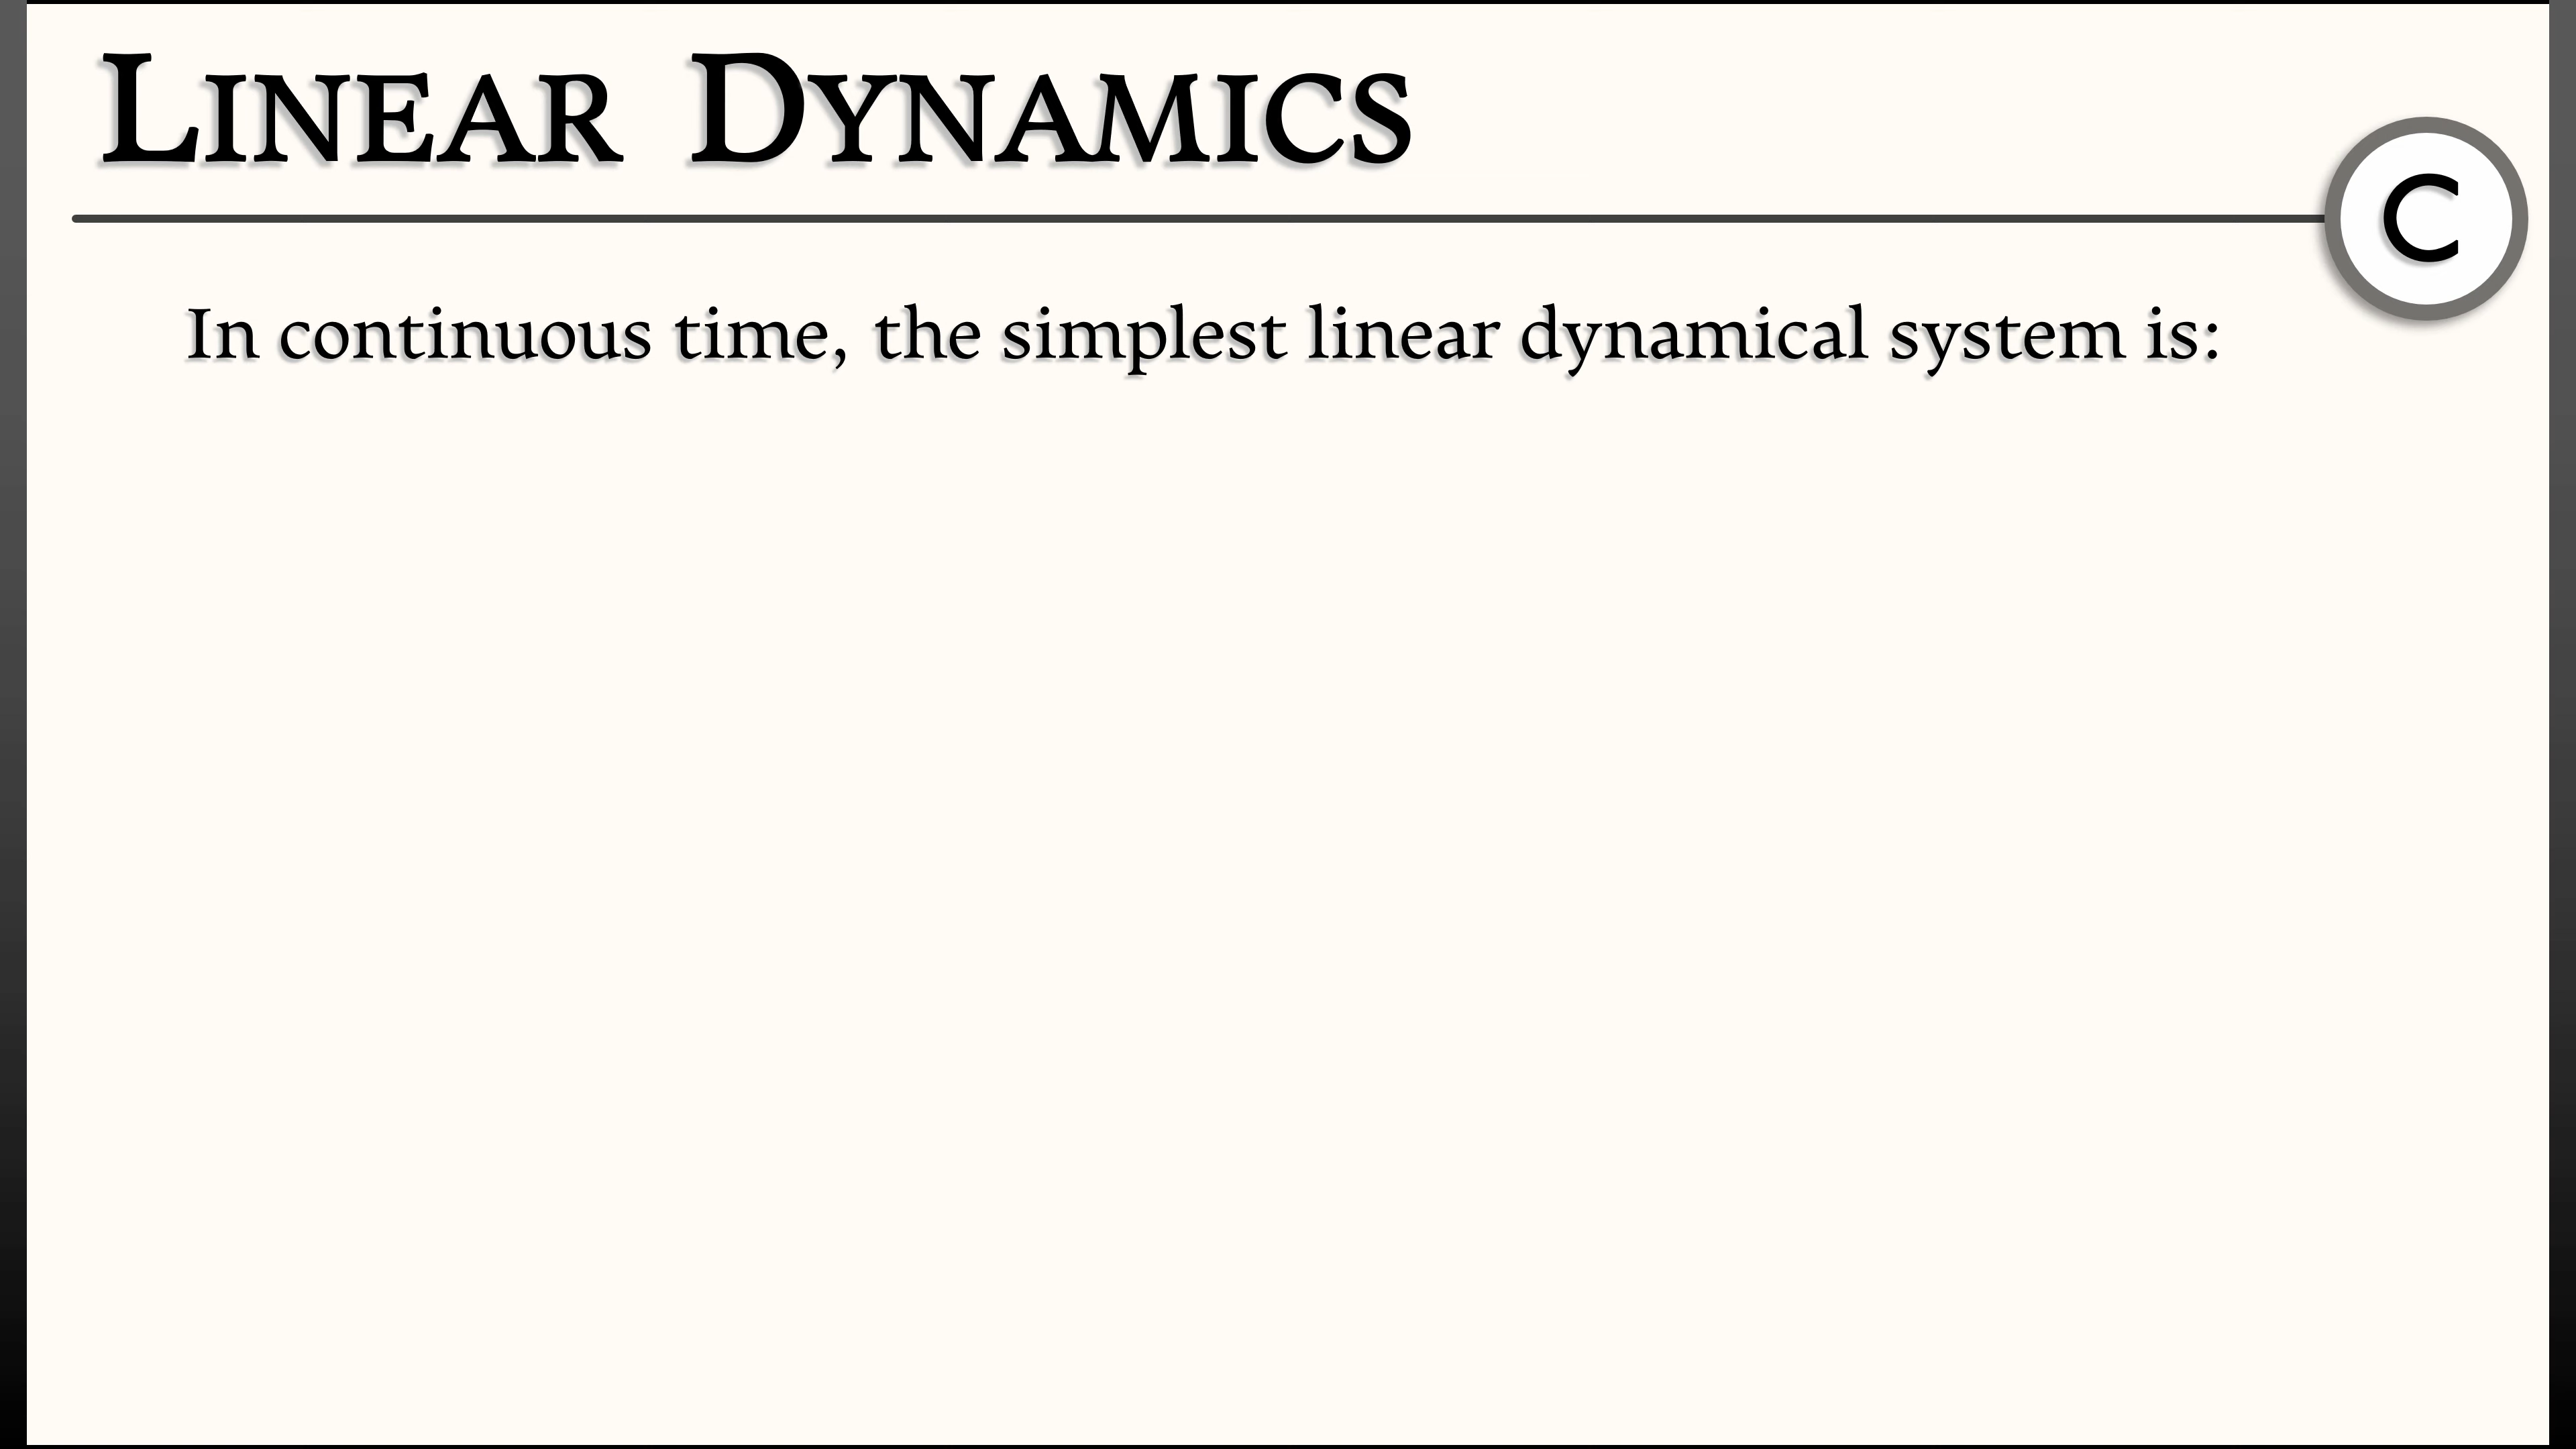 Linear Dynamics
C
In continuous time, the simplest linear dynamical system is: